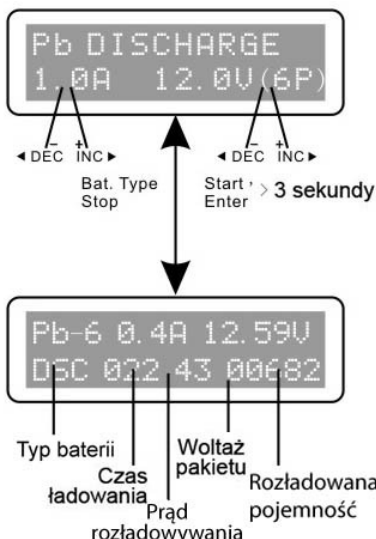 Pb DISCHARGE
1.0A 12.0V(6P)
- + - +
◄ DEC INC ► ◄ DEC INC ►
Bat. Type Start ' > 3 sekundy
Stop Enter
Pb-6 0.4A 12.59V
DSC 022 43 00682
Typ baterii
Czas ładowania
Prąd rozładowywania
Woltaż pakietu
Rozładowana pojemność